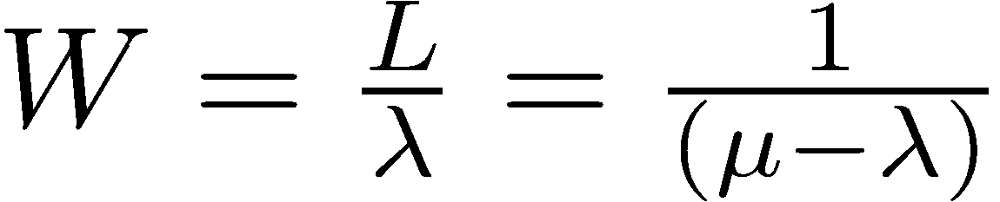 W = L/λ = 1/(μ−λ)